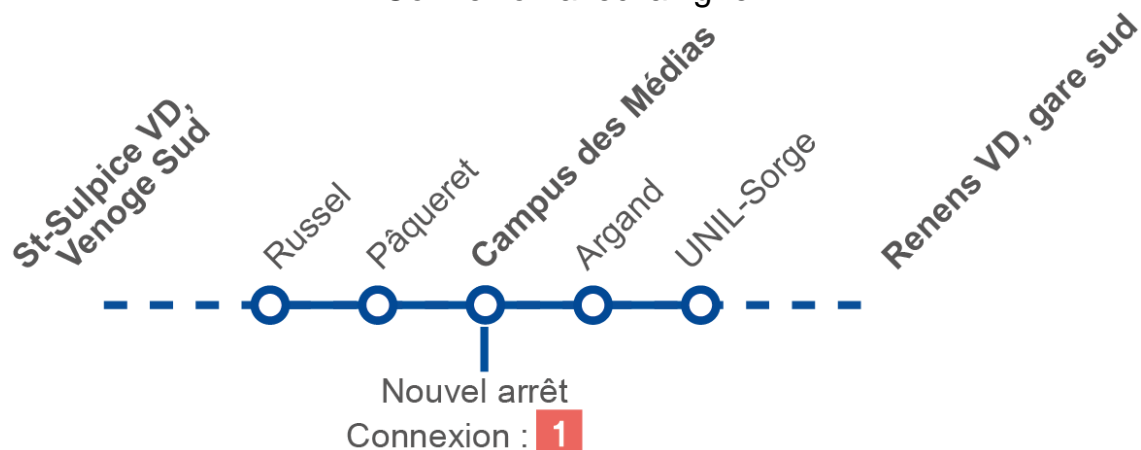 St-Sulpice VD,
Venoge Sud
Russel
Pâqueret
Campus des Médias
Argand
UNIL-Sorge
Renens VD, gare sud
Nouvel arrêt
Connexion : 1